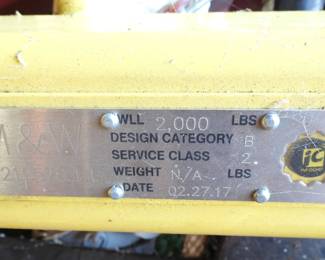 WLL 2,000 LBS
DESIGN CATEGORY B
SERVICE CLASS 2
WEIGHT N/A LBS
DATE 02.27.17